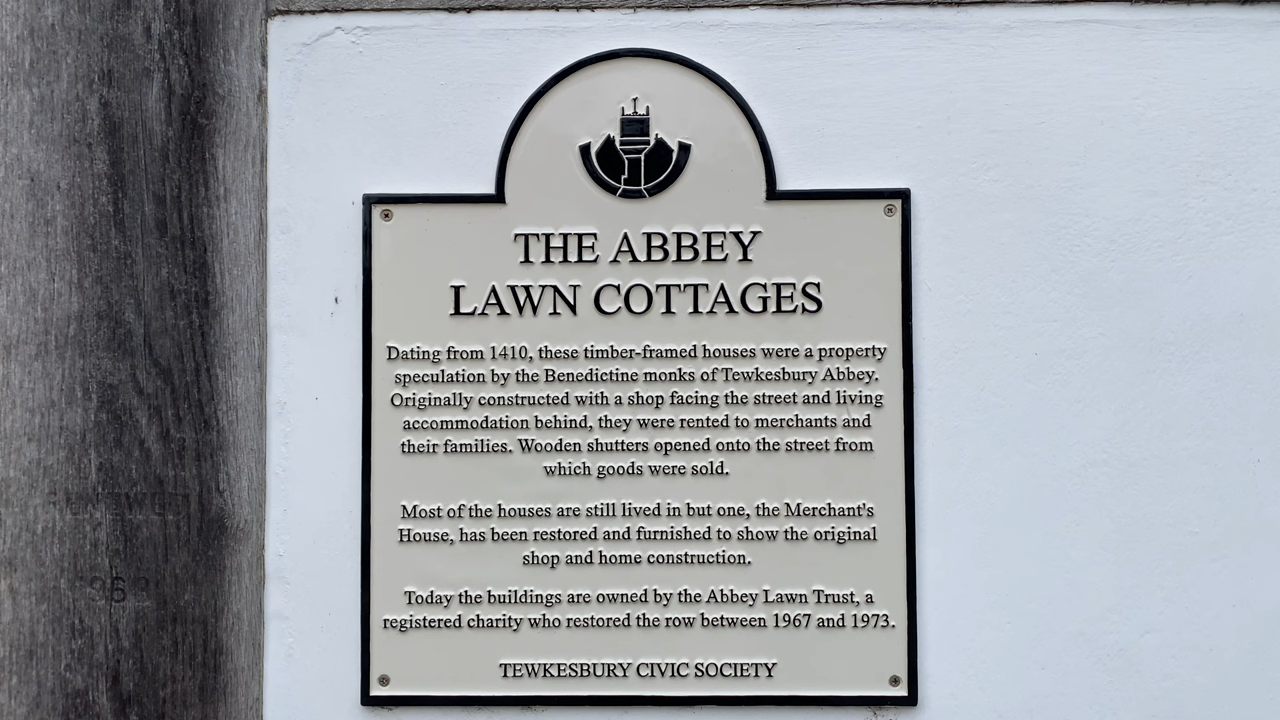 THE ABBEY
LAWN COTTAGES
Dating from 1410, these timber-framed houses were a property
speculation by the Benedictine monks of Tewkesbury Abbey.
Originally constructed with a shop facing the street and living
accommodation behind, they were rented to merchants and
their families. Wooden shutters opened onto the street from
which goods were sold.
Most of the houses are still lived in but one, the Merchant's
House, has been restored and furnished to show the original
shop and home construction.
Today the buildings are owned by the Abbey Lawn Trust, a
registered charity who restored the row between 1967 and 1973.
TEWKESBURY CIVIC SOCIETY